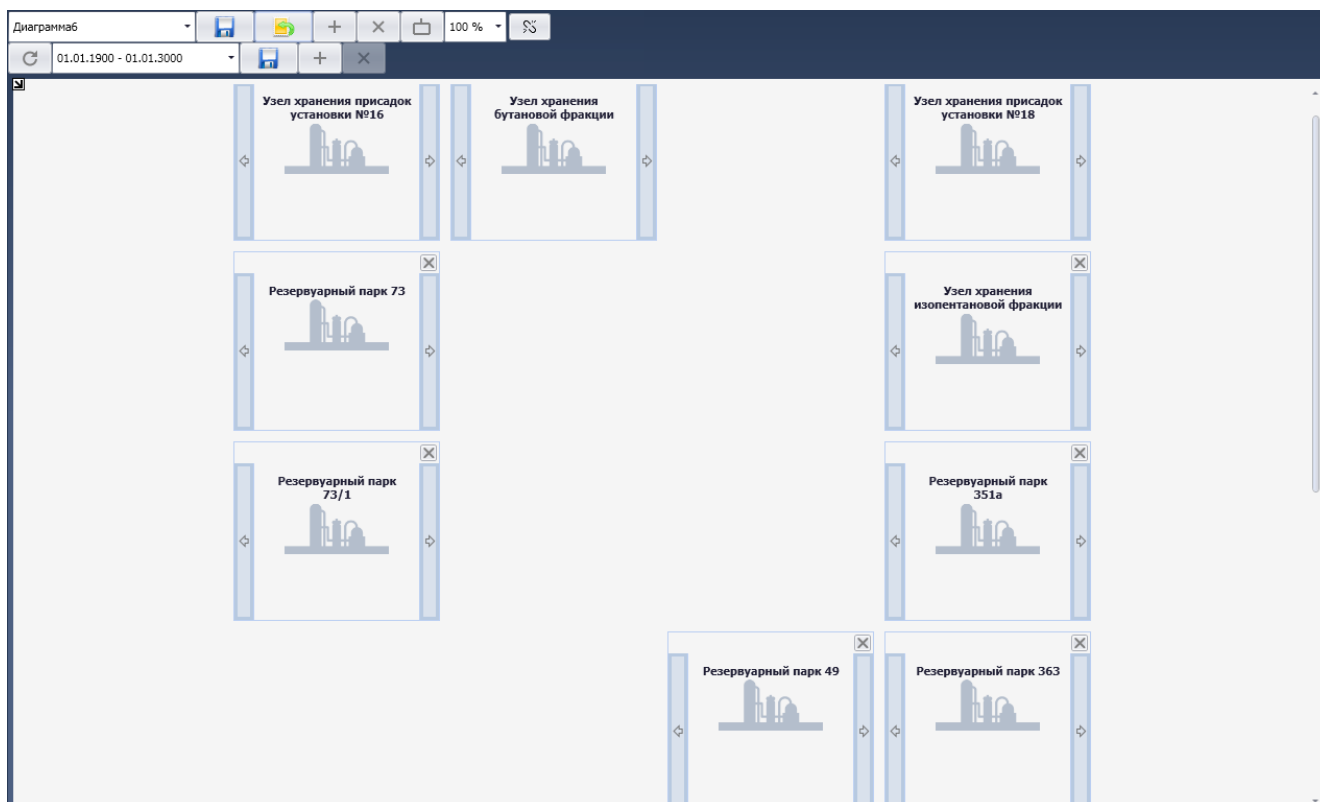 Диаграмма6
100 %
01.01.1900 - 01.01.3000
Узел хранения присадок
установки №16
Узел хранения
бутановой фракции
Узел хранения присадок
установки №18
Резервуарный парк 73
Узел хранения
изопентановой фракции
Резервуарный парк
73/1
Резервуарный парк
351а
Резервуарный парк 49
Резервуарный парк 363